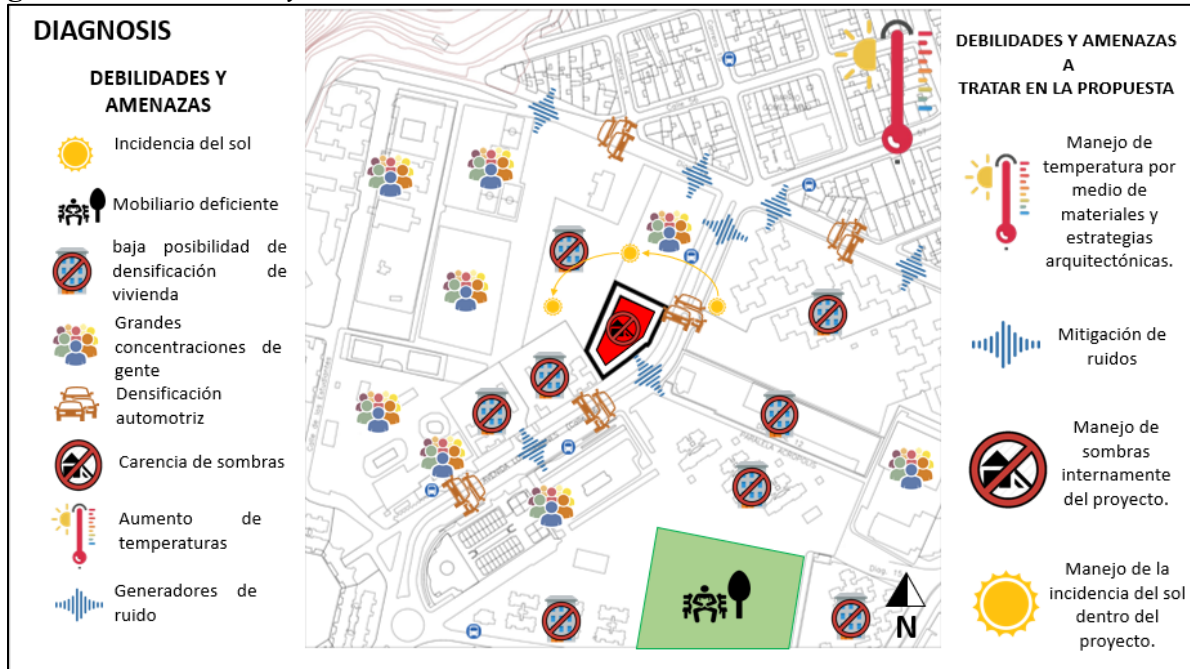 DIAGNOSIS
DEBILIDADES Y
AMENAZAS
Incidencia del sol
Mobiliario deficiente
baja posibilidad de
densificación de
vivienda
Grandes
concentraciones de
gente
Densificación
automotriz
Carencia de sombras
Aumento de
temperaturas
Generadores de
ruido
PARALELA ACROPOLIS
N
DEBILIDADES Y AMENAZAS
A
TRATAR EN LA PROPUESTA
Manejo de
temperatura por
medio de
materiales y
estrategias
arquitectónicas.
Mitigación de
ruidos
Manejo de
sombras
internamente
del proyecto.
Manejo de la
incidencia del sol
dentro del
proyecto.